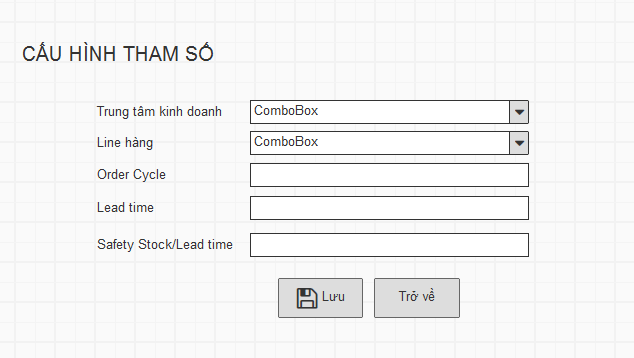 CẤU HÌNH THAM SỐ
Trung tâm kinh doanh ComboBox
Line hàng ComboBox
Order Cycle
Lead time
Safety Stock/Lead time
Lưu Trở về